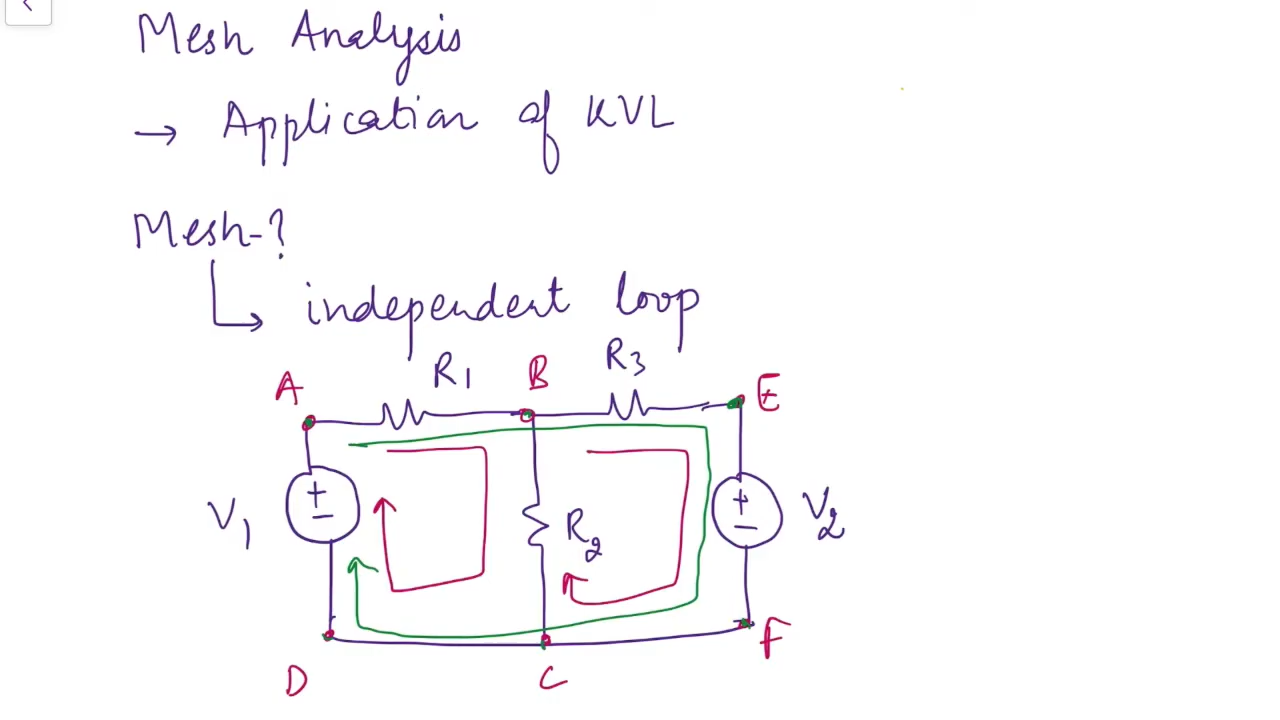 Mesh Analysis
→ Application of KVL
Mesh-?
↳ independent loop
A R1 B R3 E
V1 + - R2 + - V2
D C F